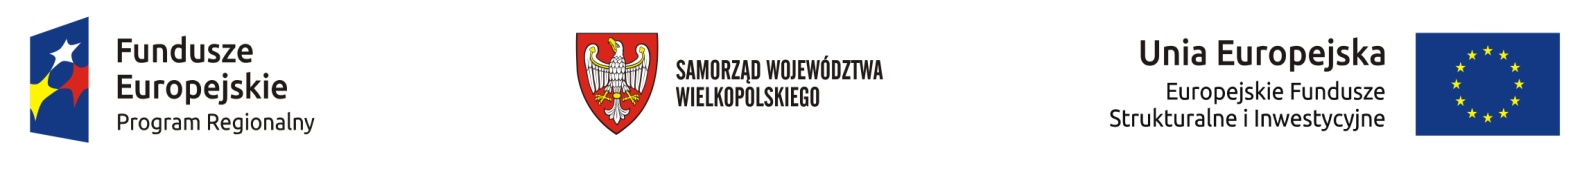 Fundusze
Europejskie
Program Regionalny
SAMORZĄD WOJEWÓDZTWA
WIELKOPOLSKIEGO
Unia Europejska
Europejskie Fundusze
Strukturalne i Inwestycyjne